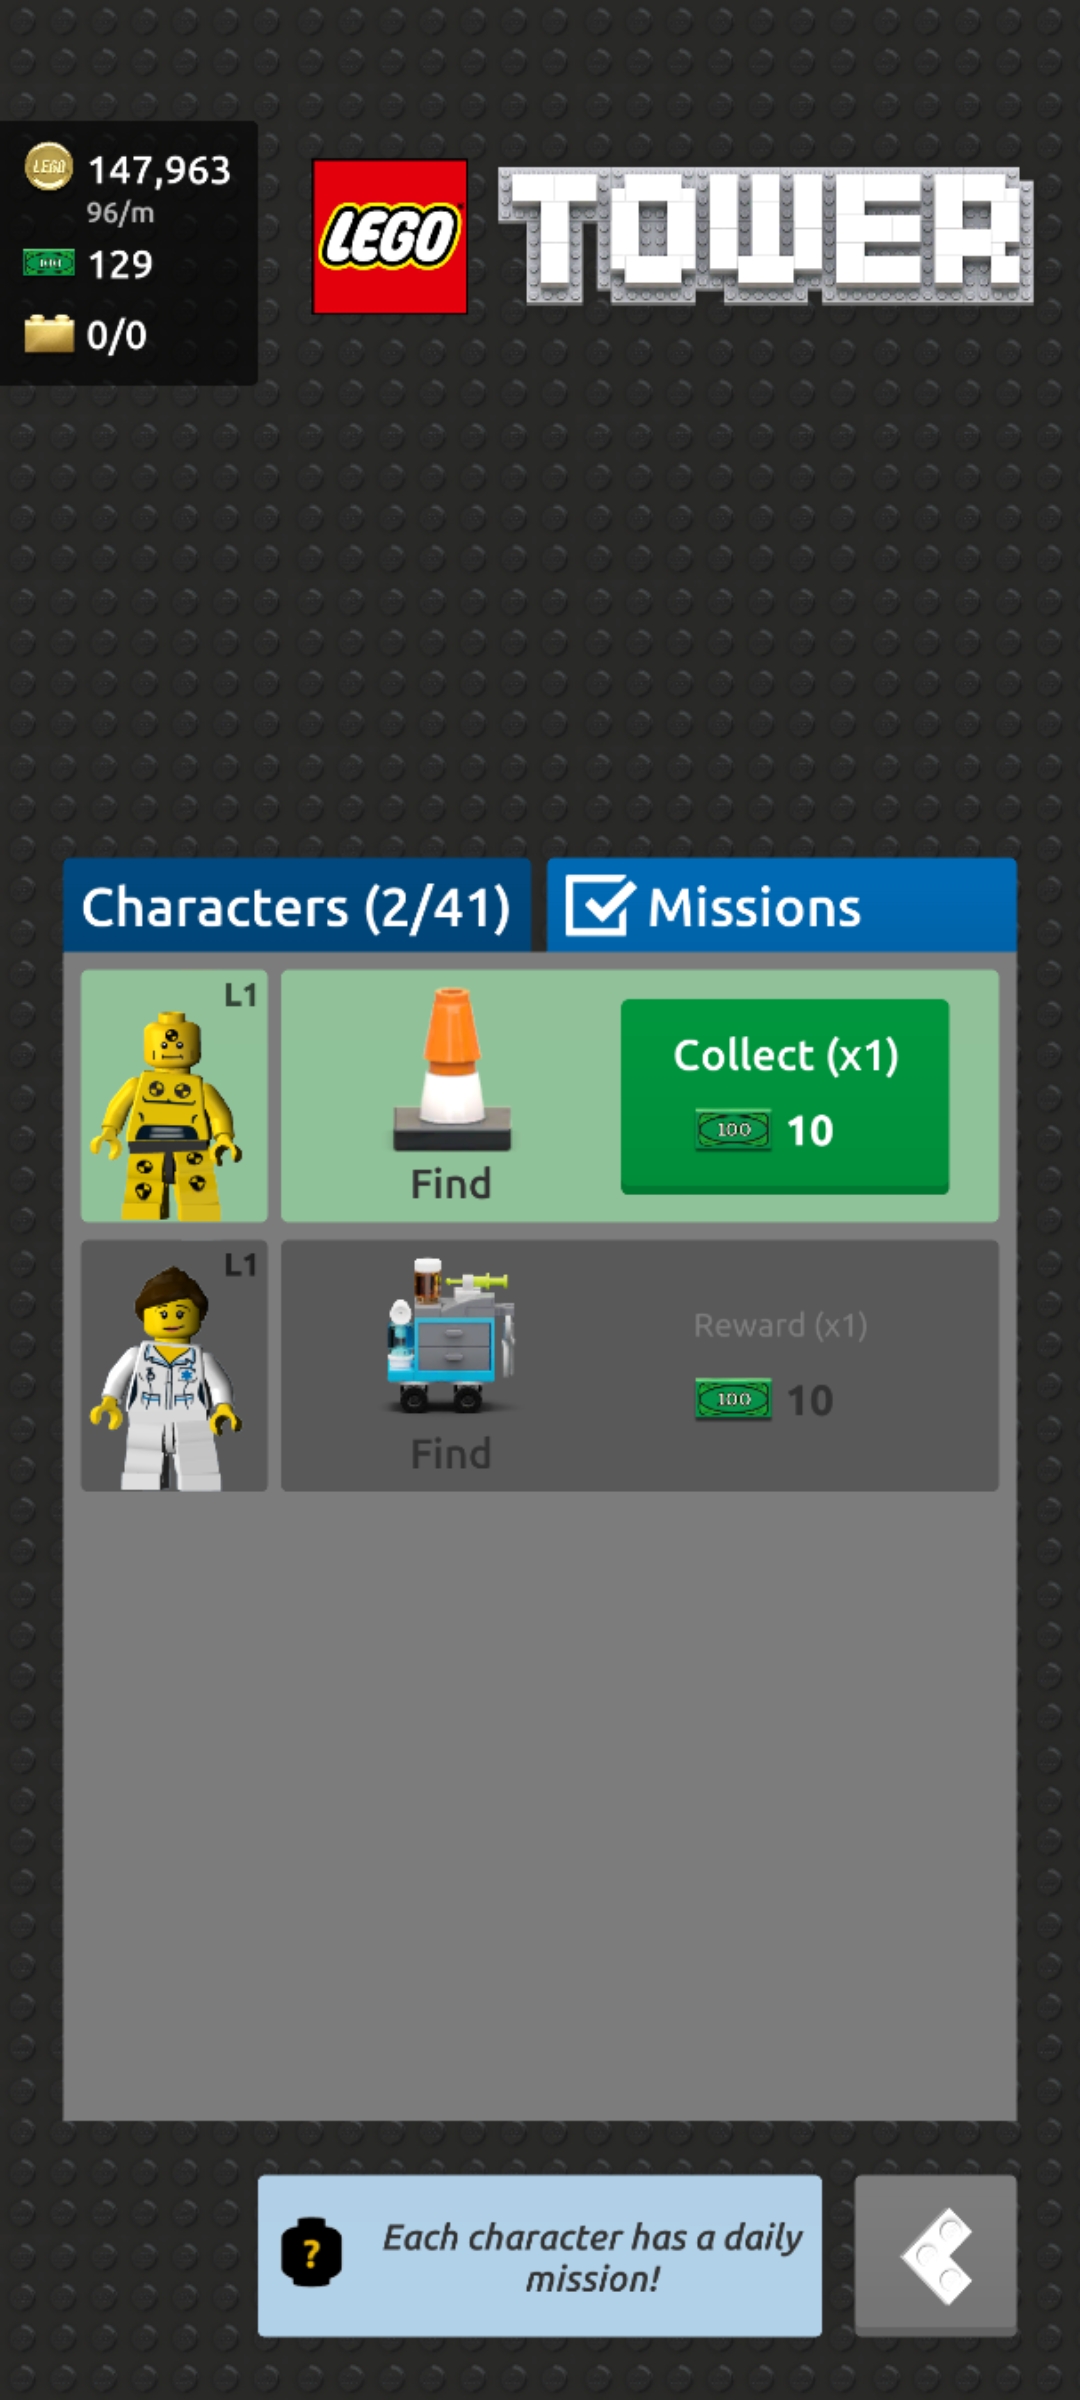 LEGO
147,963
96/m
129
0/0
LEGO
TOWER
Characters (2/41)
Missions
L1
Find
Collect (x1)
100
10
L1
Find
Reward (x1)
100
10
?
Each character has a daily
mission!